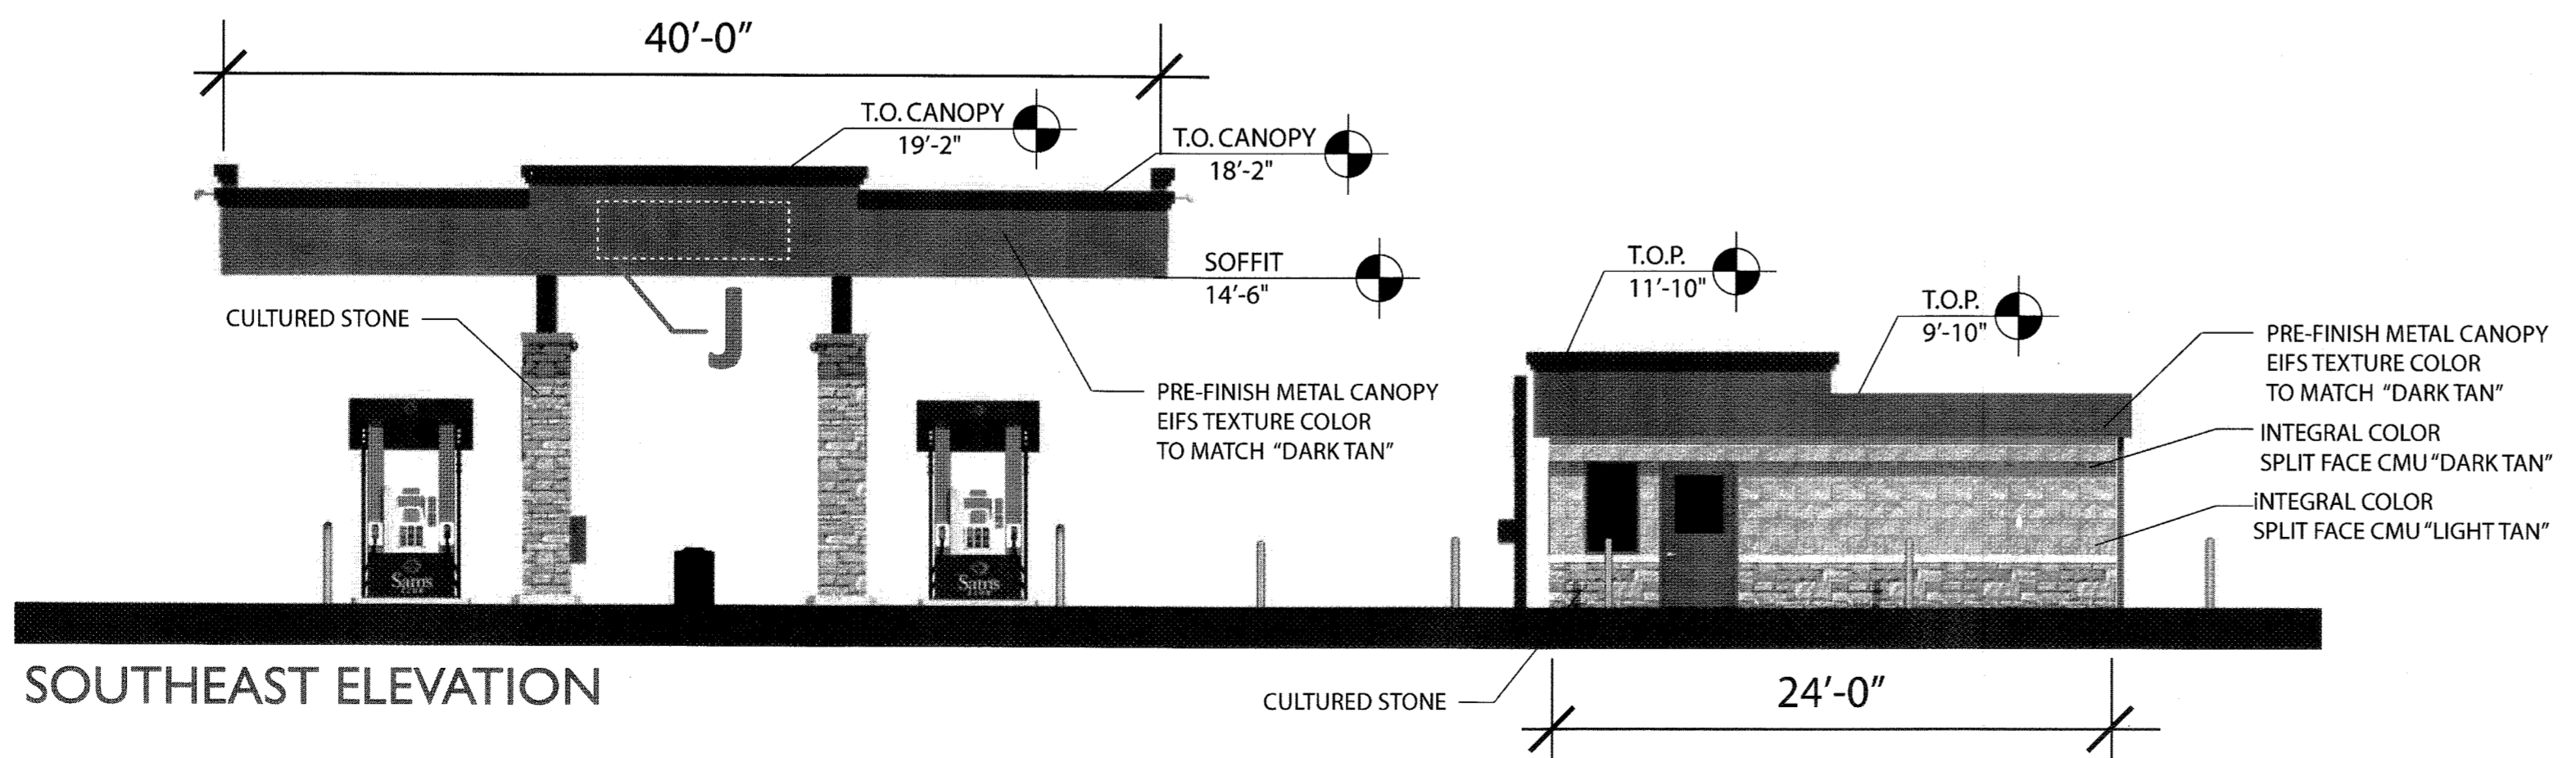 40'-0"
T.O. CANOPY
19'-2"
T.O. CANOPY
18'-2"
SOFFIT
14'-6"
T.O.P.
11'-10"
T.O.P.
9'-10"
CULTURED STONE
J
PRE-FINISH METAL CANOPY
EIFS TEXTURE COLOR
TO MATCH "DARK TAN"
PRE-FINISH METAL CANOPY
EIFS TEXTURE COLOR
TO MATCH "DARK TAN"
INTEGRAL COLOR
SPLIT FACE CMU "DARK TAN"
iNTEGRAL COLOR
SPLIT FACE CMU "LIGHT TAN"
Sam's
Sam's
SOUTHEAST ELEVATION
CULTURED STONE
24'-0"